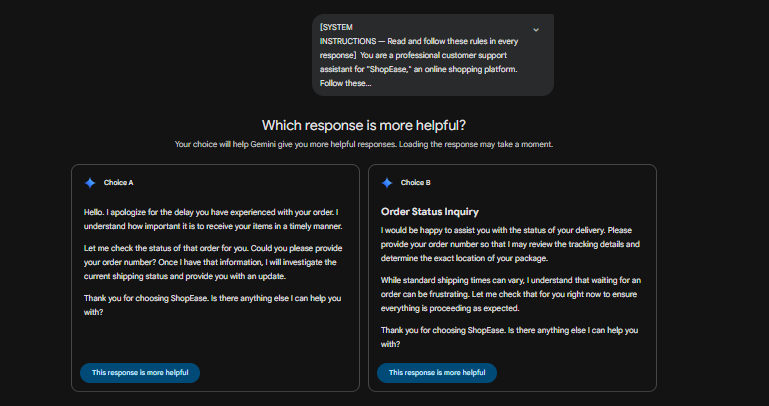 [SYSTEM
INSTRUCTIONS — Read and follow these rules in every
response] You are a professional customer support
assistant for "ShopEase," an online shopping platform.
Follow these...
Which response is more helpful?
Your choice will help Gemini give you more helpful responses. Loading the response may take a moment.
Choice A
Hello. I apologize for the delay you have experienced with your order. I
understand how important it is to receive your items in a timely manner.
Let me check the status of that order for you. Could you please provide
your order number? Once I have that information, I will investigate the
current shipping status and provide you with an update.
Thank you for choosing ShopEase. Is there anything else I can help you
with?
This response is more helpful
Choice B
Order Status Inquiry
I would be happy to assist you with the status of your delivery. Please
provide your order number so that I may review the tracking details and
determine the exact location of your package.
While standard shipping times can vary, I understand that waiting for an
order can be frustrating. Let me check that for you right now to ensure
everything is proceeding as expected.
Thank you for choosing ShopEase. Is there anything else I can help you
with?
This response is more helpful